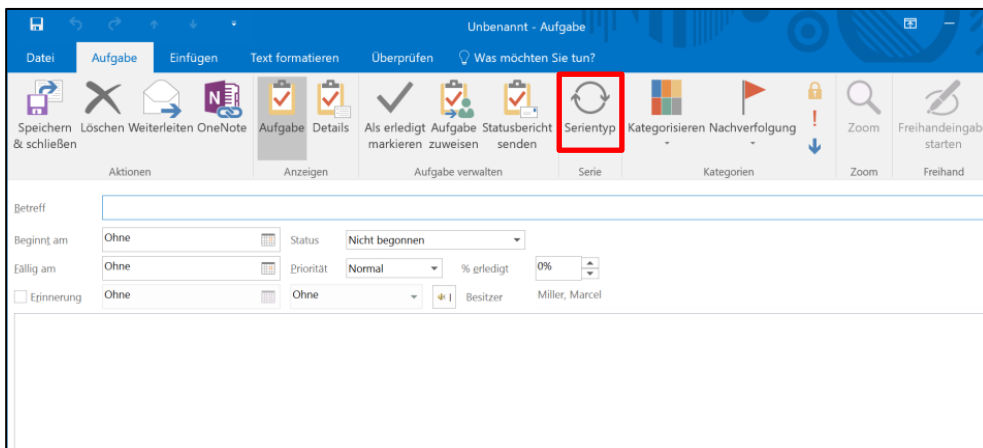 Unbenannt - Aufgabe
Datei Aufgabe Einfügen Text formatieren Überprüfen Was möchten Sie tun?
Speichern Löschen Weiterleiten OneNote Aufgabe Details Als erledigt Aufgabe Statusbericht Serientyp Kategorisieren Nachverfolgung Zoom Freihandeingab
& schließen markieren zuweisen senden starten
Aktionen Anzeigen Aufgabe verwalten Serie Kategorien Zoom Freihand
Betreff
Beginnt am Ohne Status Nicht begonnen
Fällig am Ohne Priorität Normal % erledigt 0%
Erinnerung Ohne Ohne Besitzer Miller, Marcel